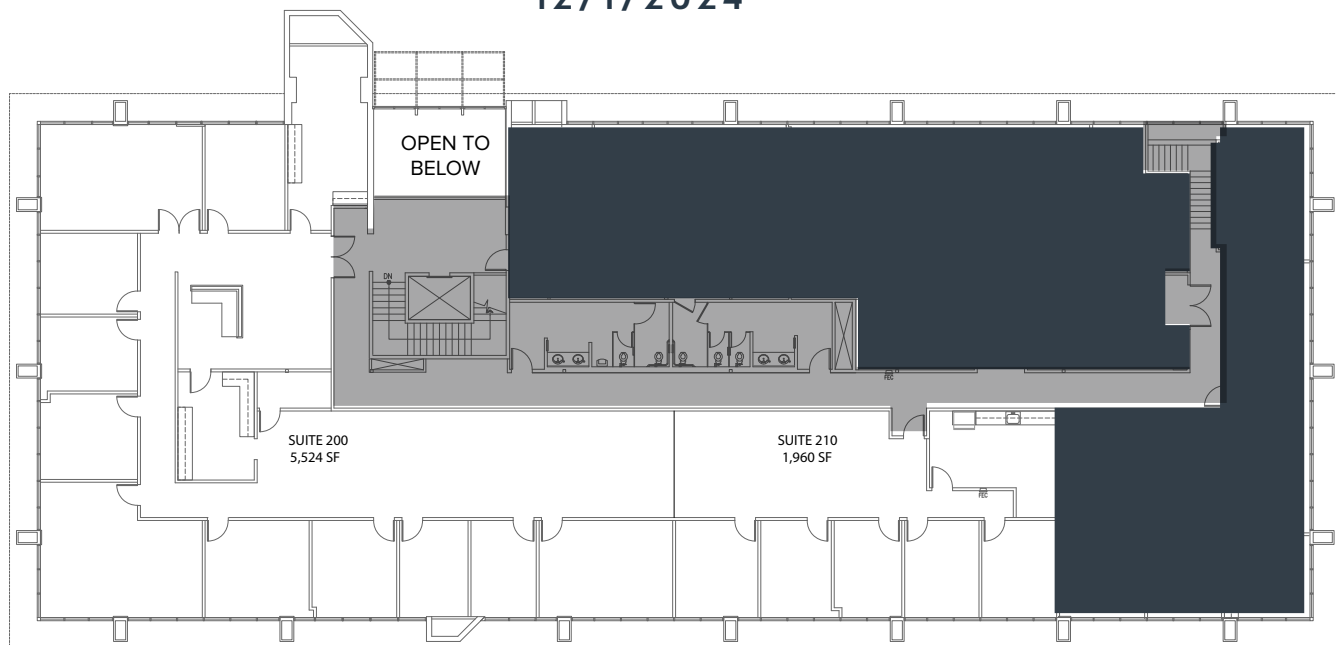 12/1/2024
OPEN TO
BELOW
DN
FEC
SUITE 200
5,524 SF
SUITE 210
1,960 SF
FEC